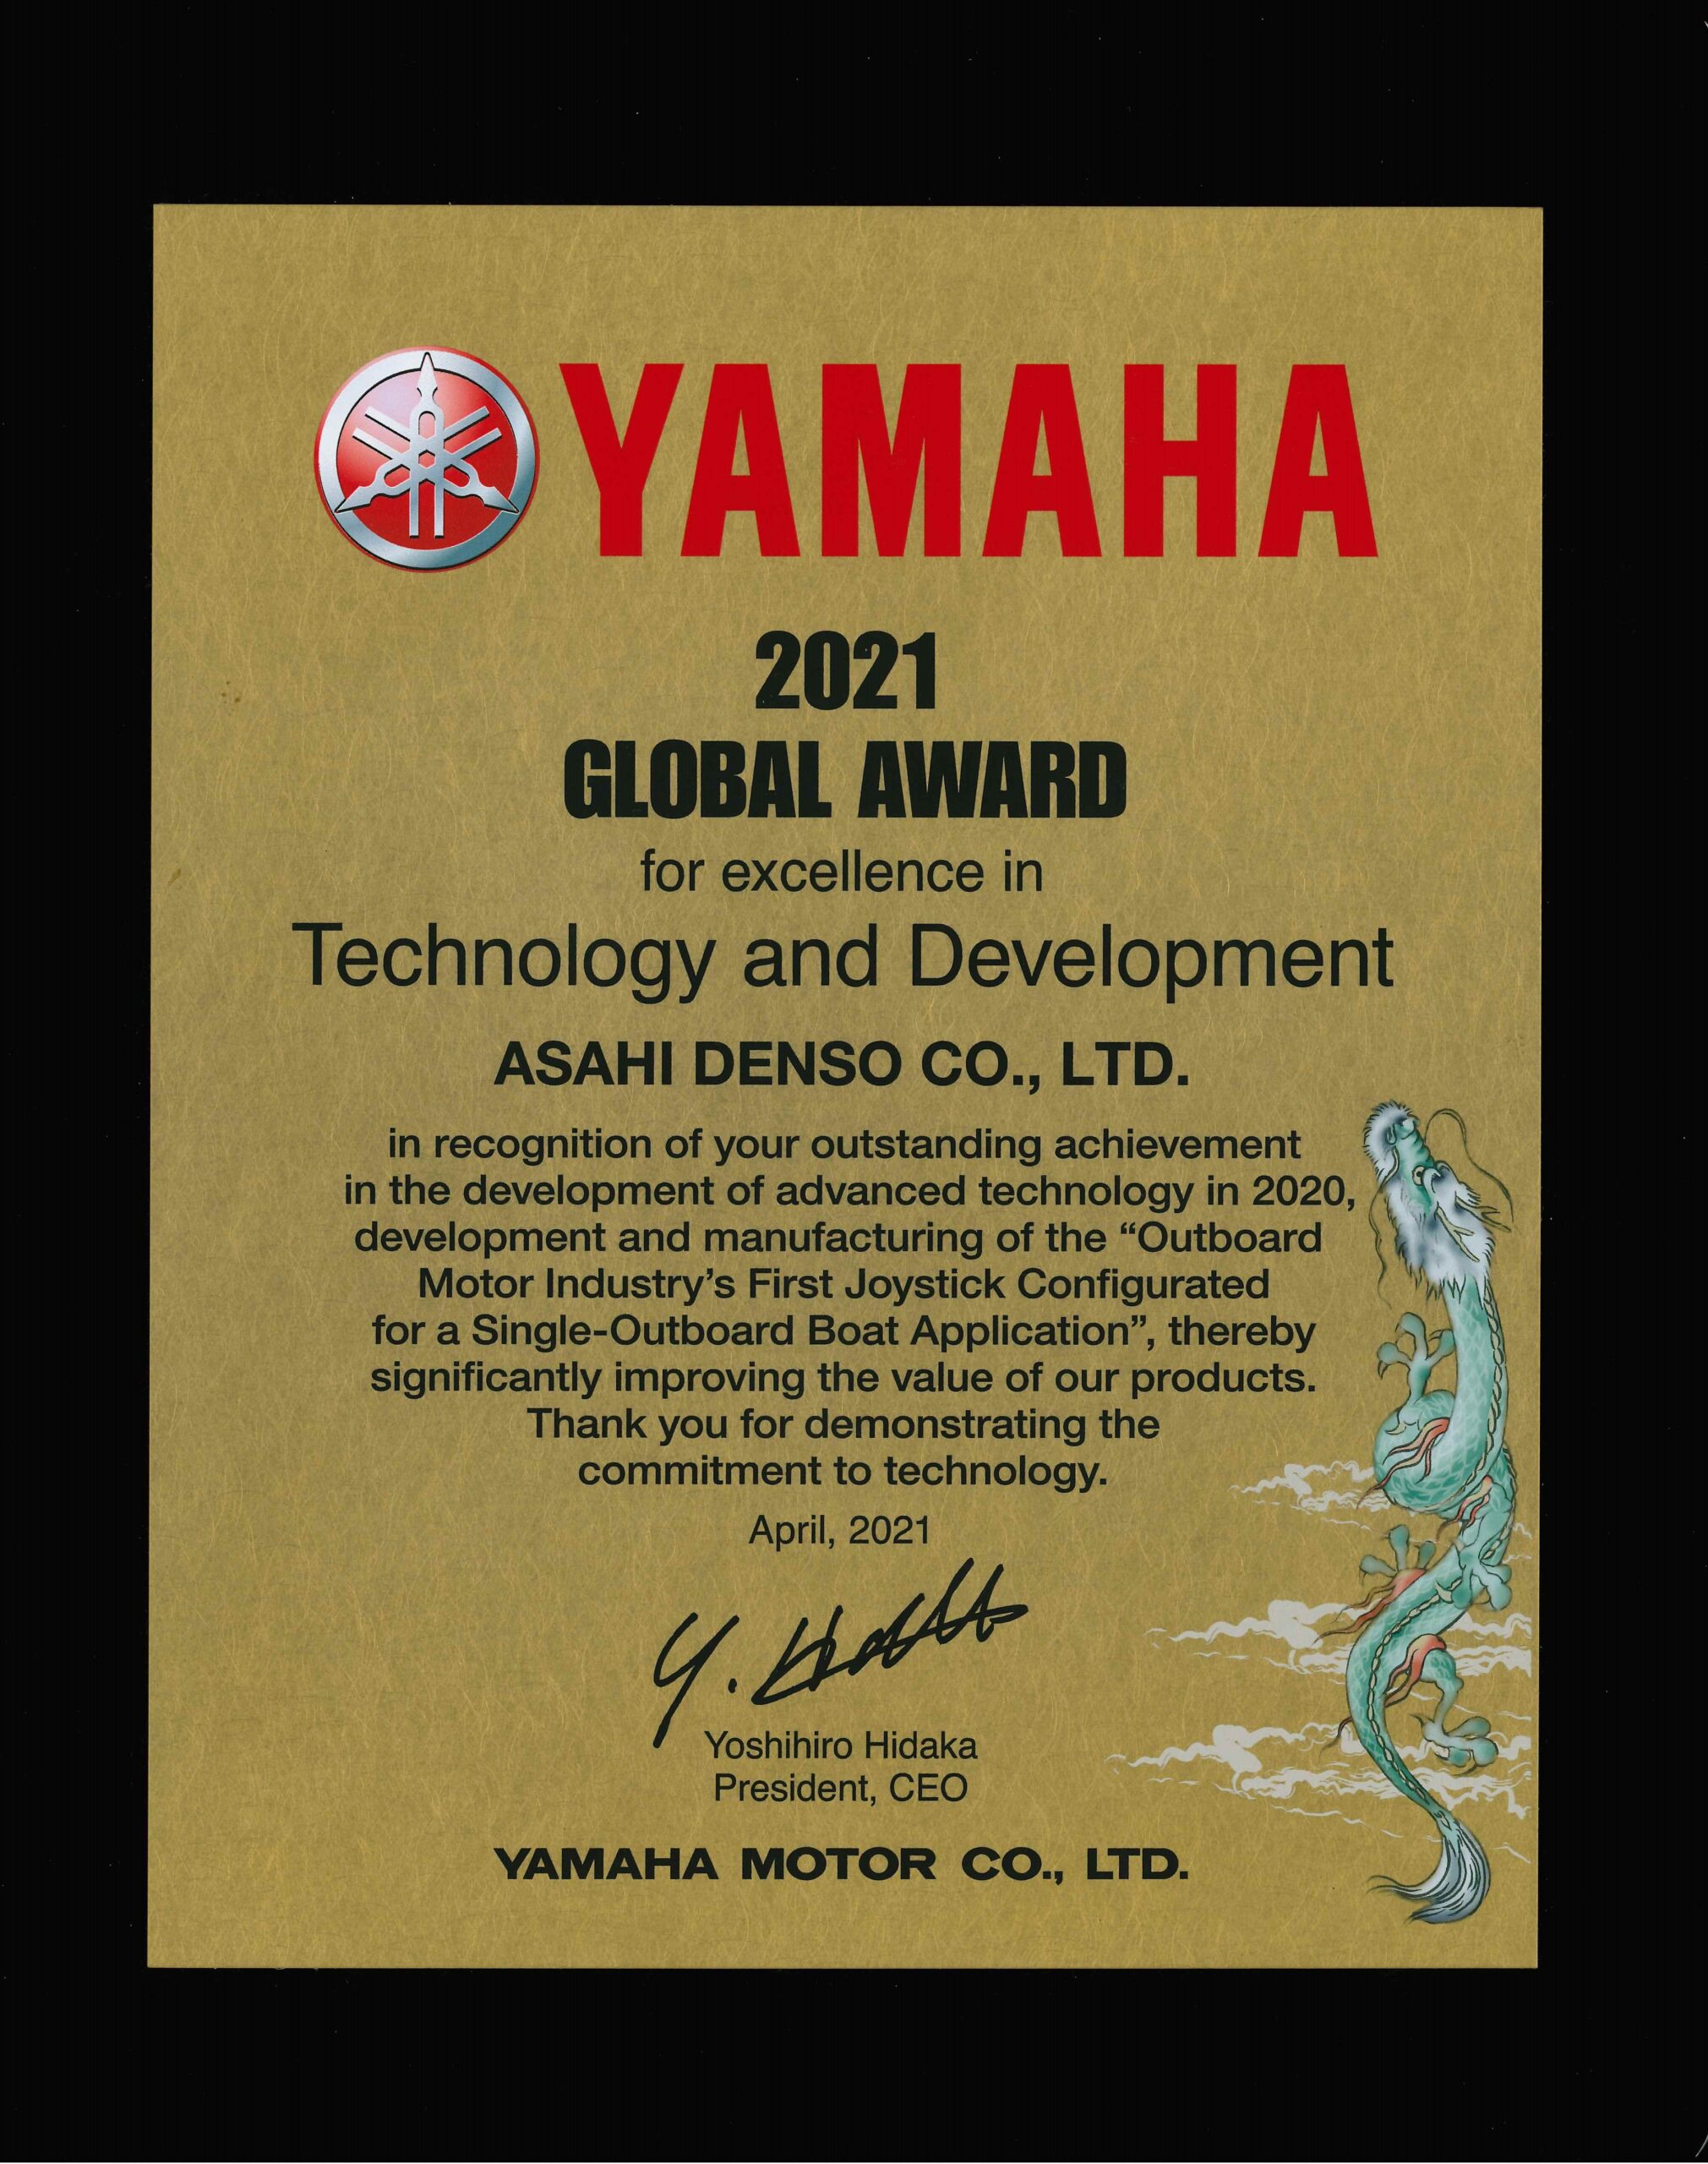 YAMAHA
2021
GLOBAL AWARD
for excellence in
Technology and Development
ASAHI DENSO CO., LTD.
in recognition of your outstanding achievement
in the development of advanced technology in 2020,
development and manufacturing of the “Outboard
Motor Industry’s First Joystick Configurated
for a Single-Outboard Boat Application”, thereby
significantly improving the value of our products.
Thank you for demonstrating the
commitment to technology.
April, 2021
Y. Hidaka
Yoshihiro Hidaka
President, CEO
YAMAHA MOTOR CO., LTD.